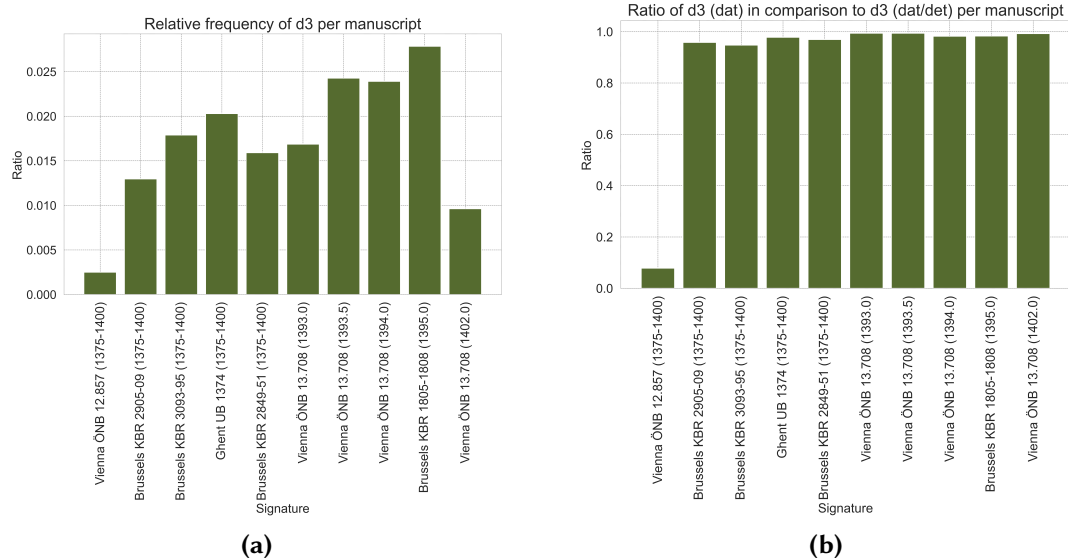 Relative frequency of d3 per manuscript
Ratio
0.025
0.020
0.015
0.010
0.005
0.000
Vienna ÖNB 12.857 (1375-1400)
Brussels KBR 2905-09 (1375-1400)
Brussels KBR 3093-95 (1375-1400)
Ghent UB 1374 (1375-1400)
Brussels KBR 2849-51 (1375-1400)
Vienna ÖNB 13.708 (1393.0)
Vienna ÖNB 13.708 (1393.5)
Vienna ÖNB 13.708 (1394.0)
Brussels KBR 1805-1808 (1395.0)
Vienna ÖNB 13.708 (1402.0)
Signature
(a)
Ratio of d3 (dat) in comparison to d3 (dat/det) per manuscript
Ratio
1.0
0.8
0.6
0.4
0.2
0.0
Vienna ÖNB 12.857 (1375-1400)
Brussels KBR 2905-09 (1375-1400)
Brussels KBR 3093-95 (1375-1400)
Ghent UB 1374 (1375-1400)
Brussels KBR 2849-51 (1375-1400)
Vienna ÖNB 13.708 (1393.0)
Vienna ÖNB 13.708 (1393.5)
Vienna ÖNB 13.708 (1394.0)
Brussels KBR 1805-1808 (1395.0)
Vienna ÖNB 13.708 (1402.0)
Signature
(b)